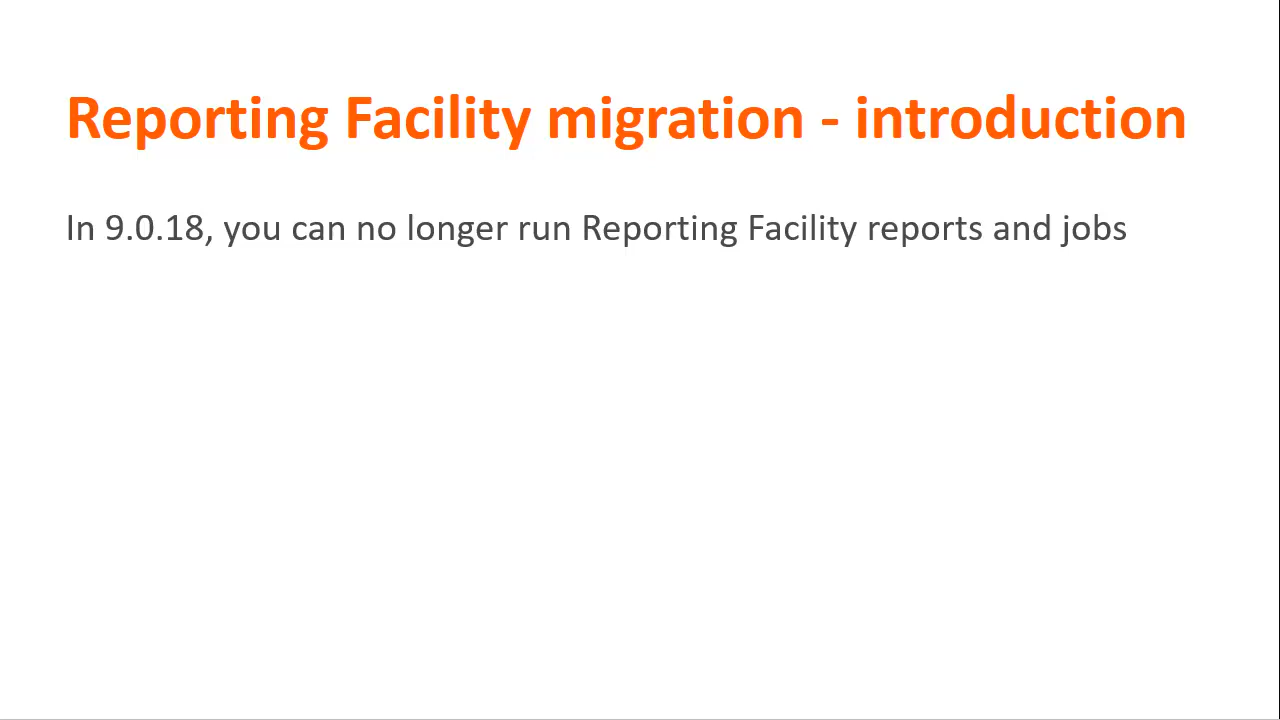 Reporting Facility migration - introduction
In 9.0.18, you can no longer run Reporting Facility reports and jobs